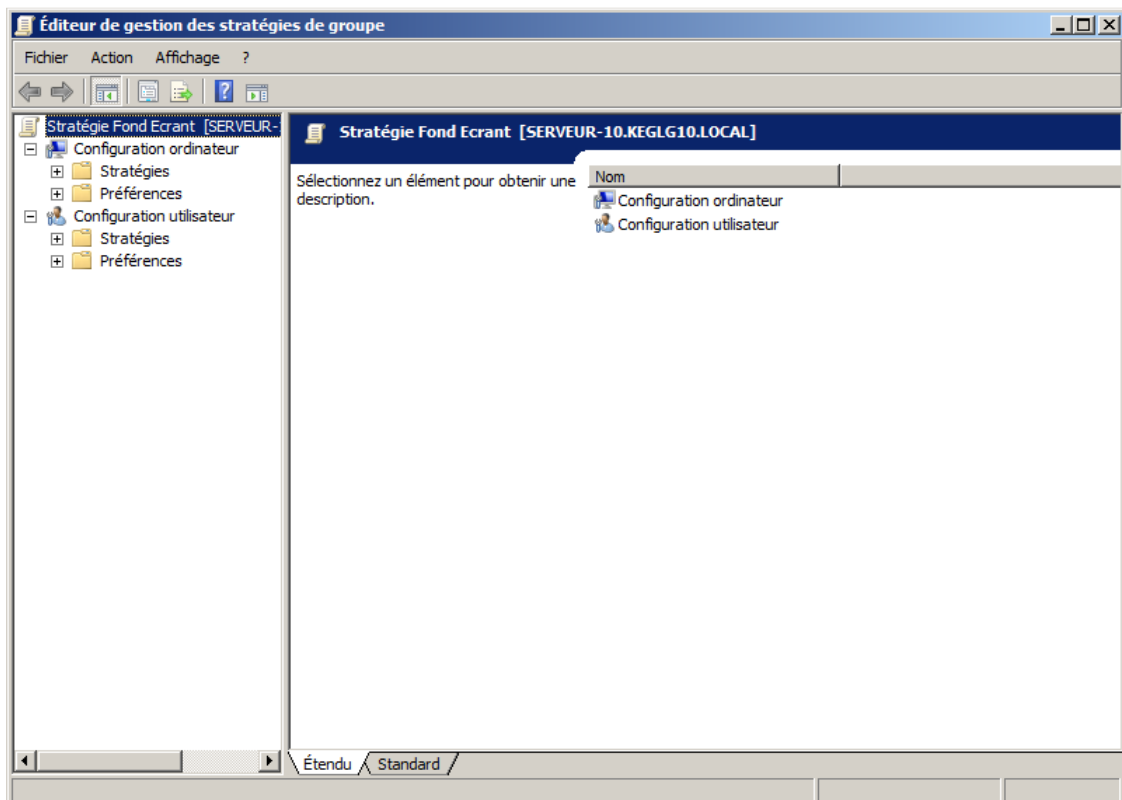 Éditeur de gestion des stratégies de groupe
Fichier Action Affichage ?
Stratégie Fond Ecrant [SERVEUR-
Configuration ordinateur
Stratégies
Préférences
Configuration utilisateur
Stratégies
Préférences
Stratégie Fond Ecrant [SERVEUR-10.KEGLG10.LOCAL]
Sélectionnez un élément pour obtenir une
description.
Nom
Configuration ordinateur
Configuration utilisateur
Étendu Standard